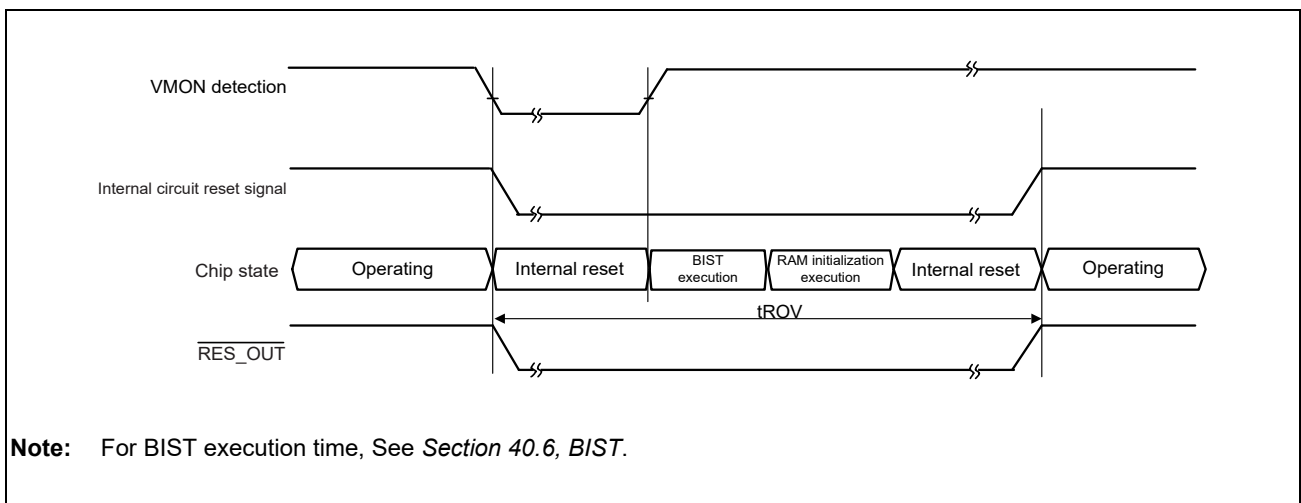 VMON detection
Internal circuit reset signal
Chip state
Operating
Internal reset
BIST
execution
RAM initialization
execution
Internal reset
Operating
tROV
RES_OUT
Note: For BIST execution time, See Section 40.6, BIST.